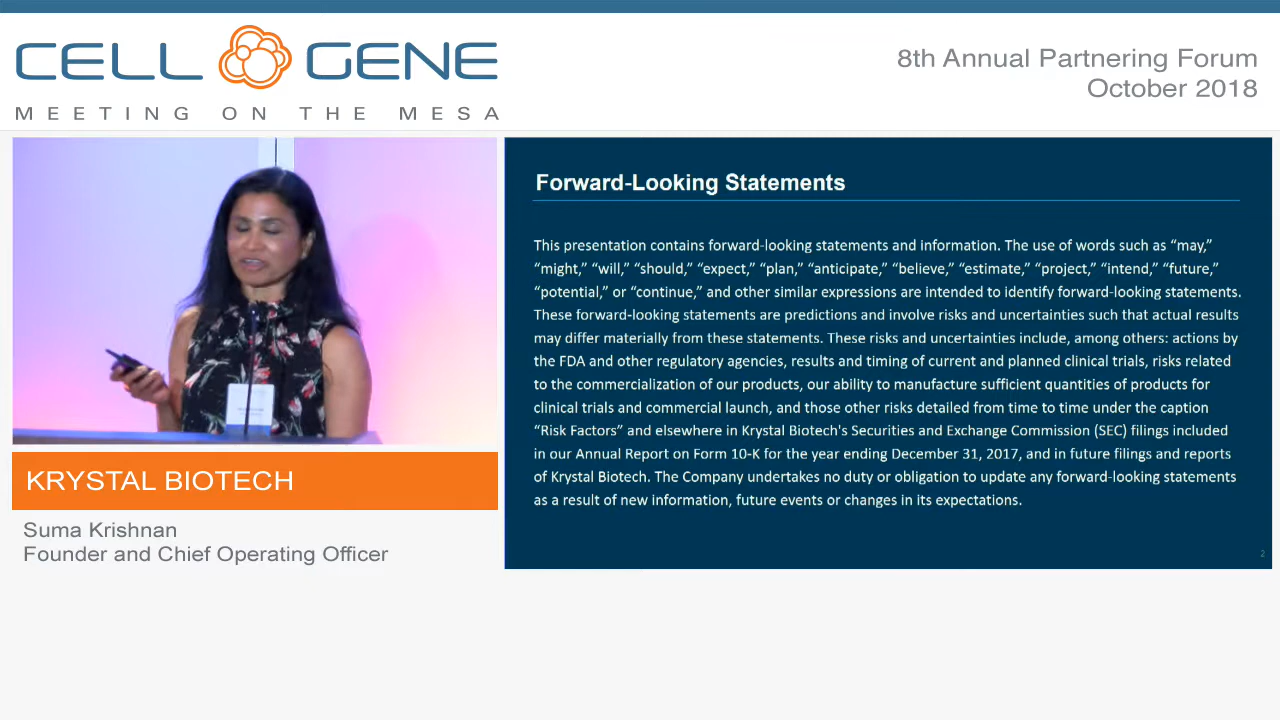 CELL GENE
MEETING ON THE MESA
8th Annual Partnering Forum
October 2018
KRYSTAL BIOTECH
Suma Krishnan
Founder and Chief Operating Officer
Forward-Looking Statements
This presentation contains forward-looking statements and information. The use of words such as “may,”
“might,” “will,” “should,” “expect,” “plan,” “anticipate,” “believe,” “estimate,” “project,” “intend,” “future,”
“potential,” or “continue,” and other similar expressions are intended to identify forward-looking statements.
These forward-looking statements are predictions and involve risks and uncertainties such that actual results
may differ materially from these statements. These risks and uncertainties include, among others: actions by
the FDA and other regulatory agencies, results and timing of current and planned clinical trials, risks related
to the commercialization of our products, our ability to manufacture sufficient quantities of products for
clinical trials and commercial launch, and those other risks detailed from time to time under the caption
“Risk Factors” and elsewhere in Krystal Biotech's Securities and Exchange Commission (SEC) filings included
in our Annual Report on Form 10-K for the year ending December 31, 2017, and in future filings and reports
of Krystal Biotech. The Company undertakes no duty or obligation to update any forward-looking statements
as a result of new information, future events or changes in its expectations.
2